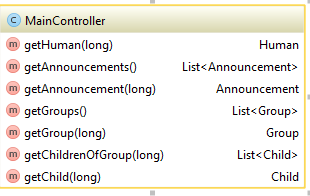 C MainController
m getHuman(long) Human
m getAnnouncements() List<Announcement>
m getAnnouncement(long) Announcement
m getGroups() List<Group>
m getGroup(long) Group
m getChildrenOfGroup(long) List<Child>
m getChild(long) Child